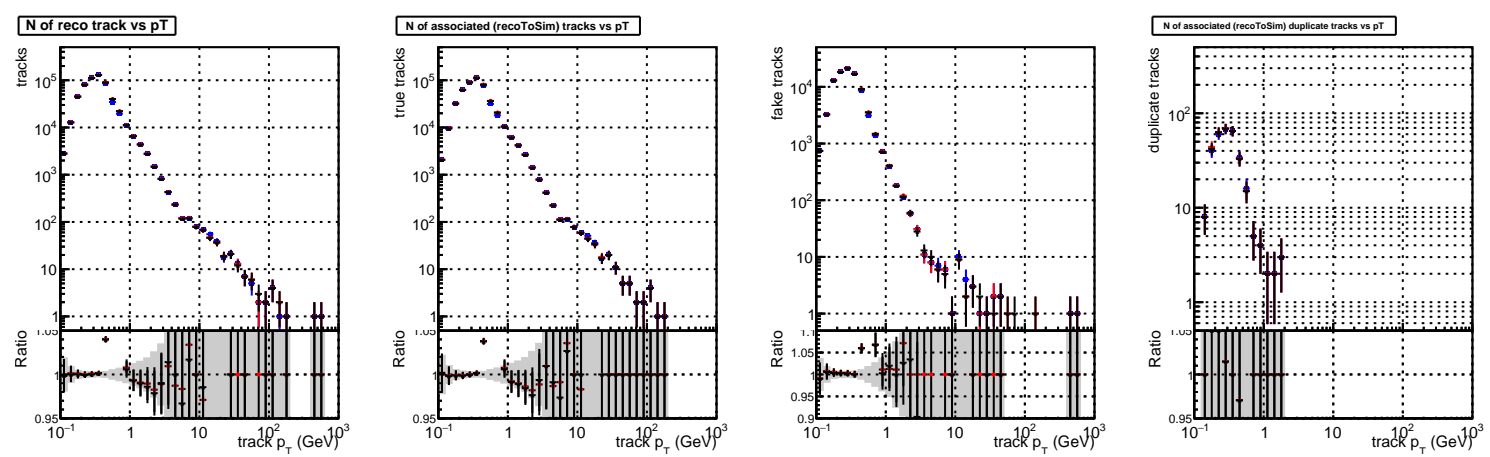 N of reco track vs pT
tracks
10^5
10^4
10^3
10^2
10
1
Ratio
1.05
1
0.95
10^−1 1 10 10^2 10^3
track p_T (GeV)
N of associated (recoToSim) tracks vs pT
true tracks
10^5
10^4
10^3
10^2
10
1
Ratio
1.05
1
0.95
10^−1 1 10 10^2 10^3
track p_T (GeV)
fake tracks
10^4
10^3
10^2
10
1
Ratio
1.1
1.05
1
0.95
0.9
10^−1 1 10 10^2 10^3
track p_T (GeV)
N of associated (recoToSim) duplicate tracks vs pT
duplicate tracks
10^2
10
1
Ratio
1.05
1
0.95
10^−1 1 10 10^2 10^3
track p_T (GeV)